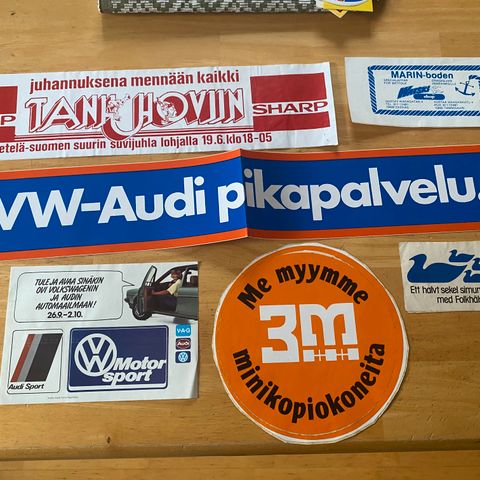 juhannuksena mennään kaikki
TANHUHOVIIN
SHARP
etelä-suomen suurin suvijuhla lohjalla 19.6. klo 18-05
MARIN-boden
VW-Audi pikapalvelu.
TULE JA AVAA SINÄKIN
OVI VOLKSWAGENIN
JA AUDIN
AUTOMAAILMAAN!
26.9.–2.10.
V·A·G
Audi Sport
Motor
sport
Me myymme
3M
minikopiokoneita
Ett halvt sekel simun
med Folkhäl